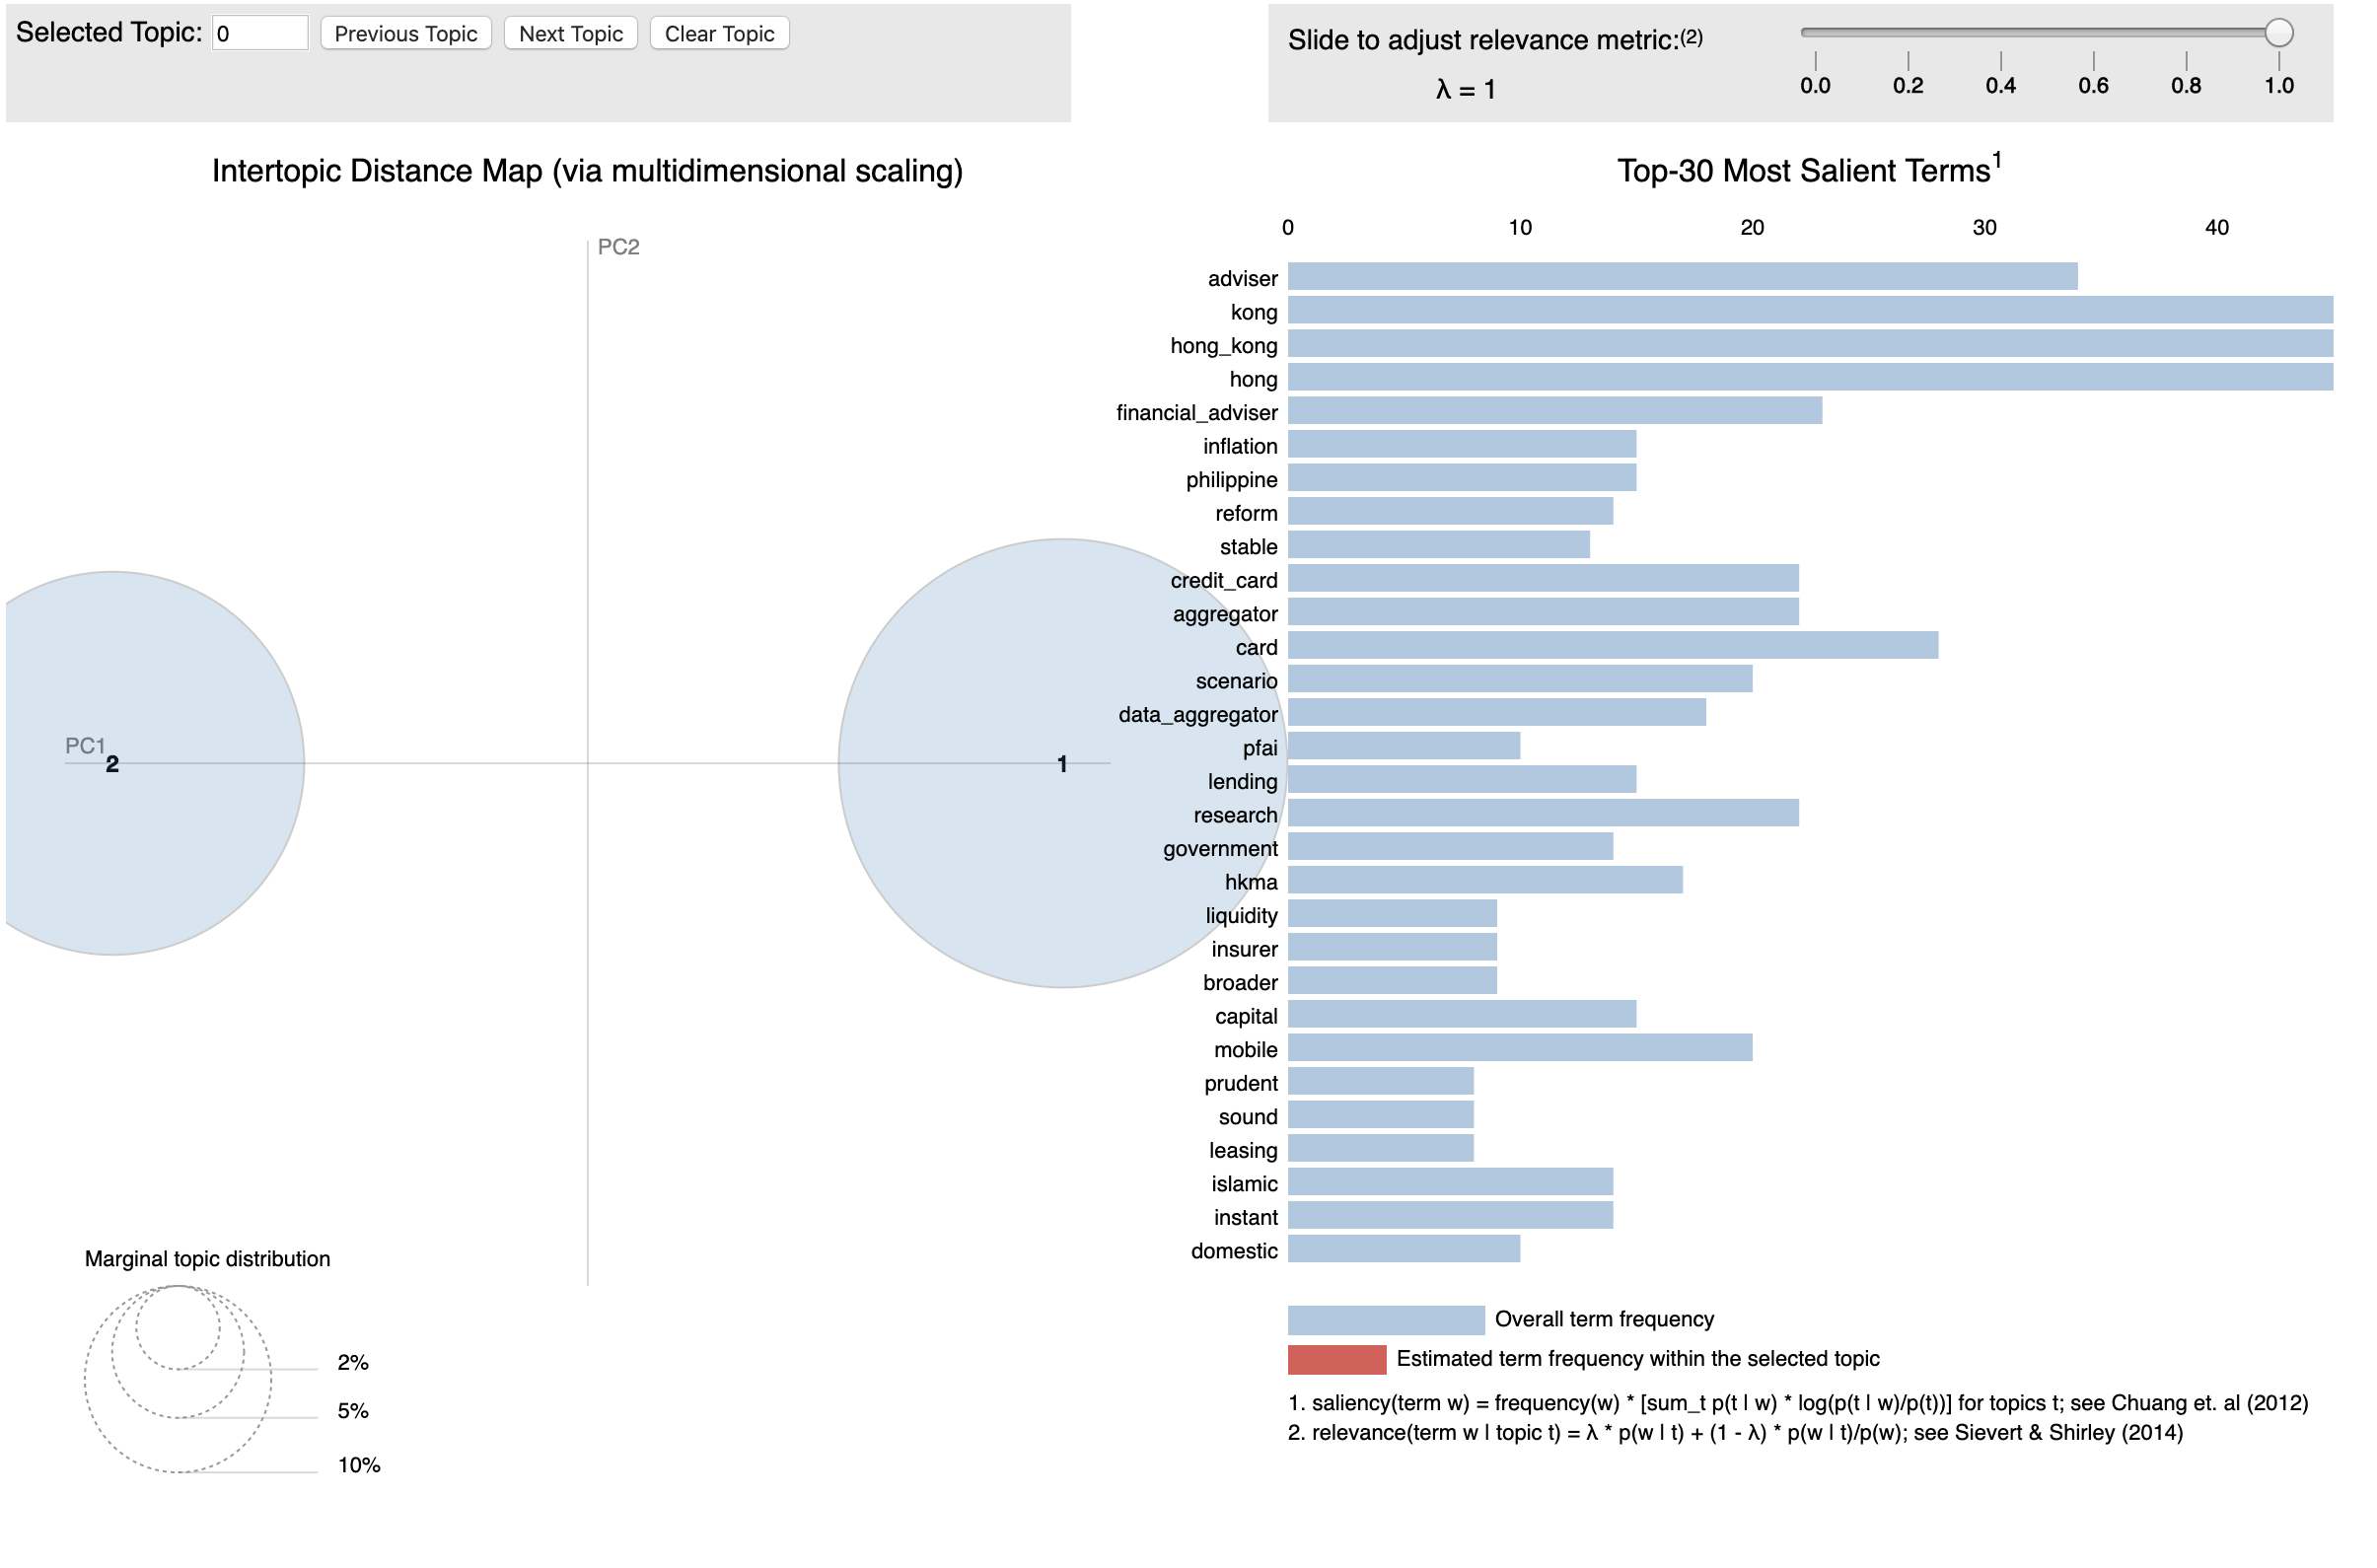 Selected Topic: 0 Previous Topic Next Topic Clear Topic
Slide to adjust relevance metric:(2)
λ = 1
0.0 0.2 0.4 0.6 0.8 1.0
Intertopic Distance Map (via multidimensional scaling)
PC2
PC1
2
1
Marginal topic distribution
2%
5%
10%
Top-30 Most Salient Terms1
0 10 20 30 40
adviser
kong
hong_kong
hong
financial_adviser
inflation
philippine
reform
stable
credit_card
aggregator
card
scenario
data_aggregator
pfai
lending
research
government
hkma
liquidity
insurer
broader
capital
mobile
prudent
sound
leasing
islamic
instant
domestic
Overall term frequency
Estimated term frequency within the selected topic
1. saliency(term w) = frequency(w) * [sum_t p(t | w) * log(p(t | w)/p(t))] for topics t; see Chuang et. al (2012)
2. relevance(term w | topic t) = λ * p(w | t) + (1 - λ) * p(w | t)/p(w); see Sievert & Shirley (2014)